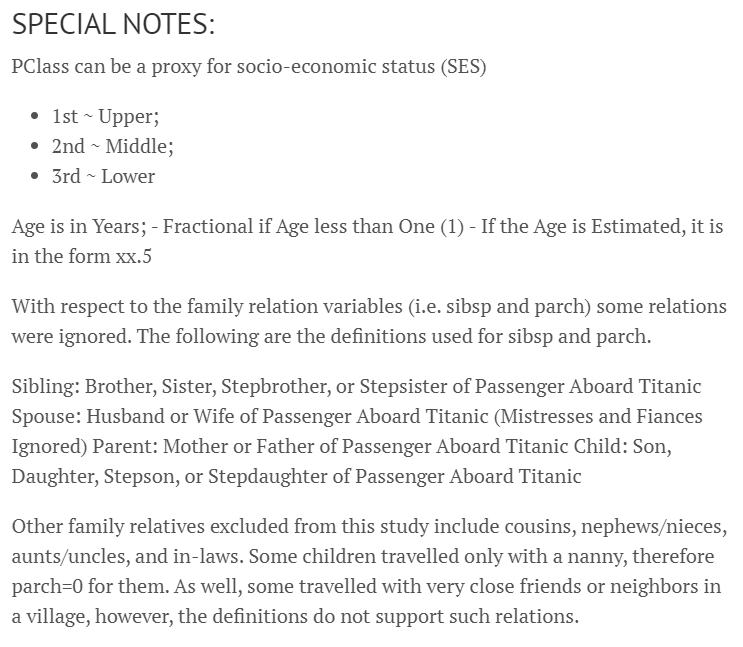 SPECIAL NOTES:
PClass can be a proxy for socio-economic status (SES)
• 1st ~ Upper;
• 2nd ~ Middle;
• 3rd ~ Lower
Age is in Years; - Fractional if Age less than One (1) - If the Age is Estimated, it is
in the form xx.5
With respect to the family relation variables (i.e. sibsp and parch) some relations
were ignored. The following are the definitions used for sibsp and parch.
Sibling: Brother, Sister, Stepbrother, or Stepsister of Passenger Aboard Titanic
Spouse: Husband or Wife of Passenger Aboard Titanic (Mistresses and Fiances
Ignored) Parent: Mother or Father of Passenger Aboard Titanic Child: Son,
Daughter, Stepson, or Stepdaughter of Passenger Aboard Titanic
Other family relatives excluded from this study include cousins, nephews/nieces,
aunts/uncles, and in-laws. Some children travelled only with a nanny, therefore
parch=0 for them. As well, some travelled with very close friends or neighbors in
a village, however, the definitions do not support such relations.